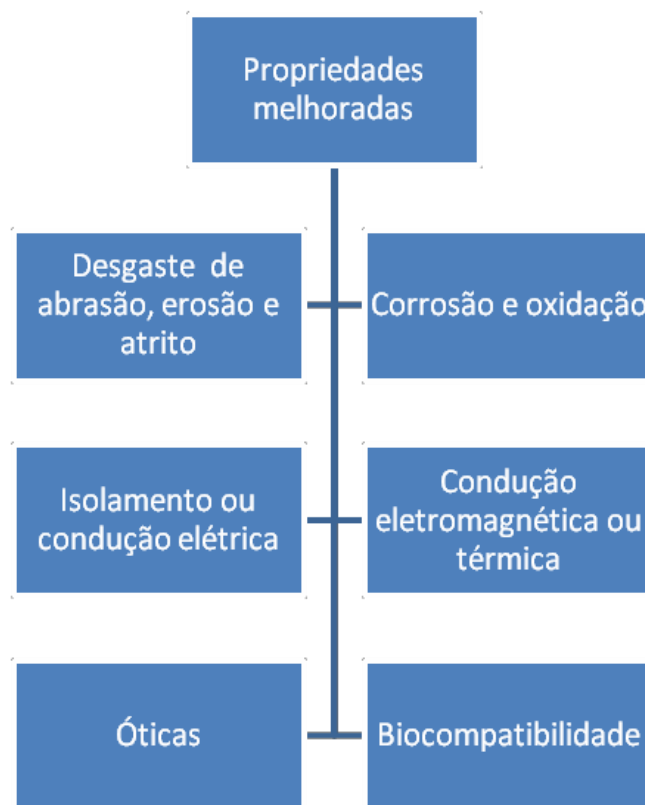 Propriedades
melhoradas
Desgaste de
abrasão, erosão e
atrito
Corrosão e oxidação
Isolamento ou
condução elétrica
Condução
eletromagnética ou
térmica
Óticas
Biocompatibilidade